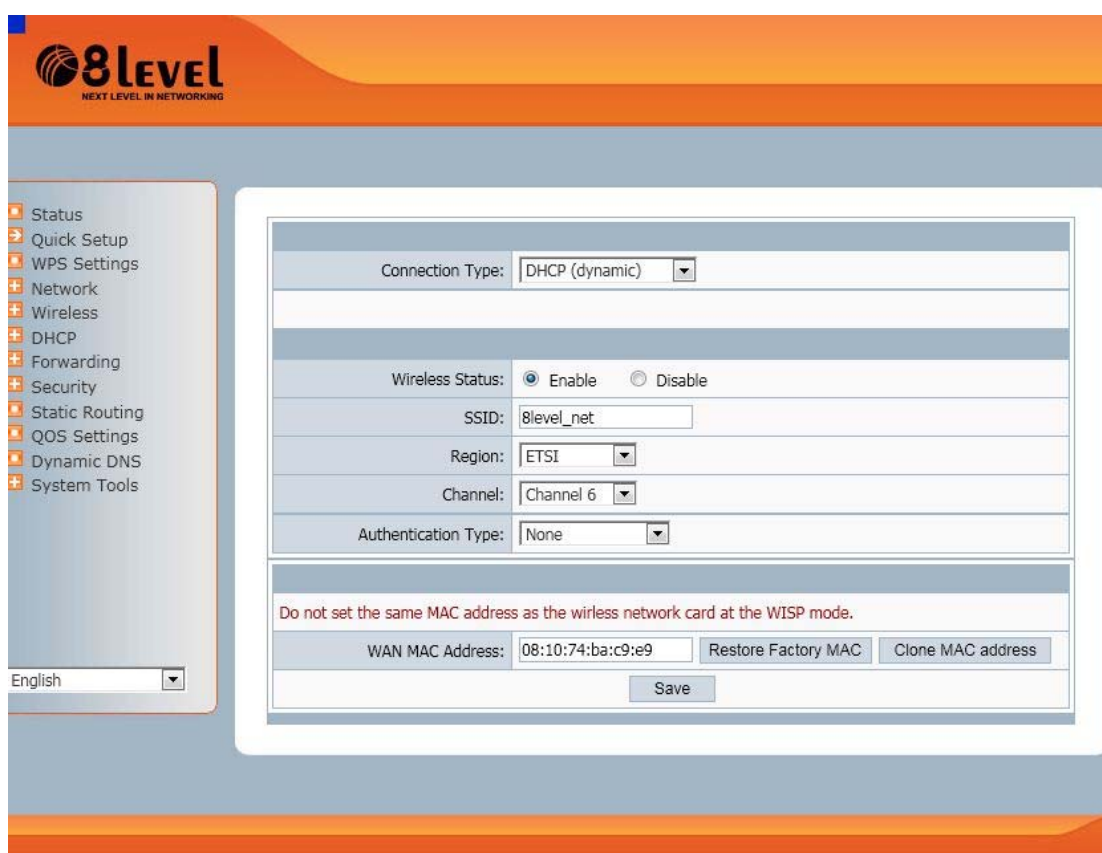 8level
NEXT LEVEL IN NETWORKING
Status
Quick Setup
WPS Settings
Network
Wireless
DHCP
Forwarding
Security
Static Routing
QOS Settings
Dynamic DNS
System Tools
English
Connection Type: DHCP (dynamic)
Wireless Status: Enable Disable
SSID: 8level_net
Region: ETSI
Channel: Channel 6
Authentication Type: None
Do not set the same MAC address as the wirless network card at the WISP mode.
WAN MAC Address: 08:10:74:ba:c9:e9 Restore Factory MAC Clone MAC address
Save